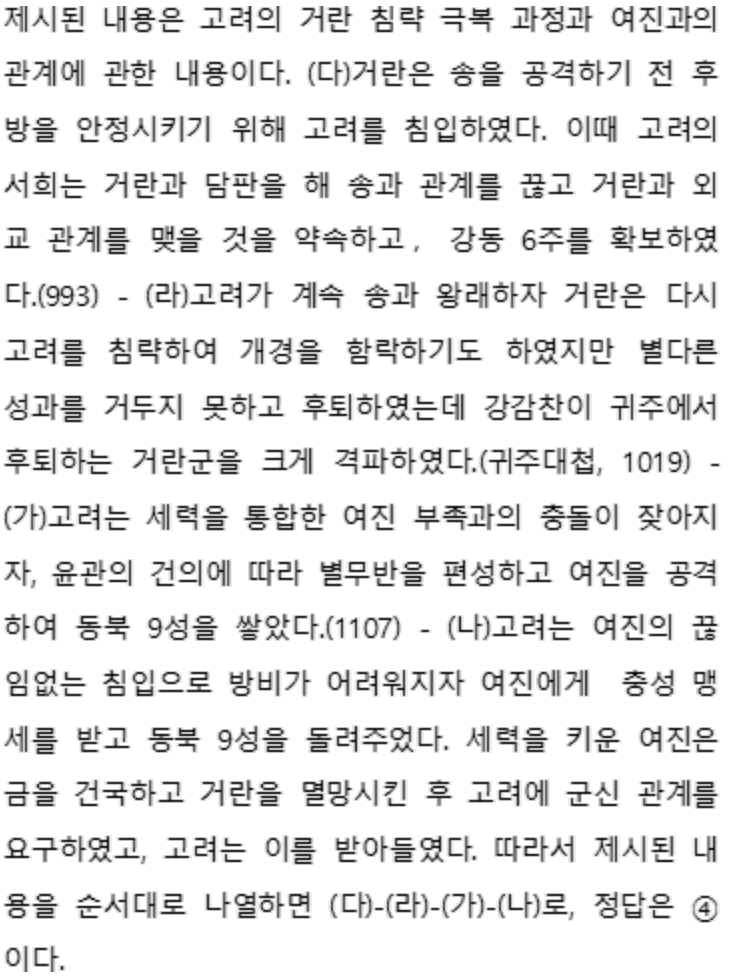 제시된 내용은 고려의 거란 침략 극복 과정과 여진과의
관계에 관한 내용이다. (다)거란은 송을 공격하기 전 후
방을 안정시키기 위해 고려를 침입하였다. 이때 고려의
서희는 거란과 담판을 해 송과 관계를 끊고 거란과 외
교 관계를 맺을 것을 약속하고, 강동 6주를 확보하였
다.(993) - (라)고려가 계속 송과 왕래하자 거란은 다시
고려를 침략하여 개경을 함락하기도 하였지만 별다른
성과를 거두지 못하고 후퇴하였는데 강감찬이 귀주에서
후퇴하는 거란군을 크게 격파하였다.(귀주대첩, 1019) -
(가)고려는 세력을 통합한 여진 부족과의 충돌이 잦아지
자, 윤관의 건의에 따라 별무반을 편성하고 여진을 공격
하여 동북 9성을 쌓았다.(1107) - (나)고려는 여진의 끊
임없는 침입으로 방비가 어려워지자 여진에게 충성 맹
세를 받고 동북 9성을 돌려주었다. 세력을 키운 여진은
금을 건국하고 거란을 멸망시킨 후 고려에 군신 관계를
요구하였고, 고려는 이를 받아들였다. 따라서 제시된 내
용을 순서대로 나열하면 (다)-(라)-(가)-(나)로, 정답은 ④
이다.